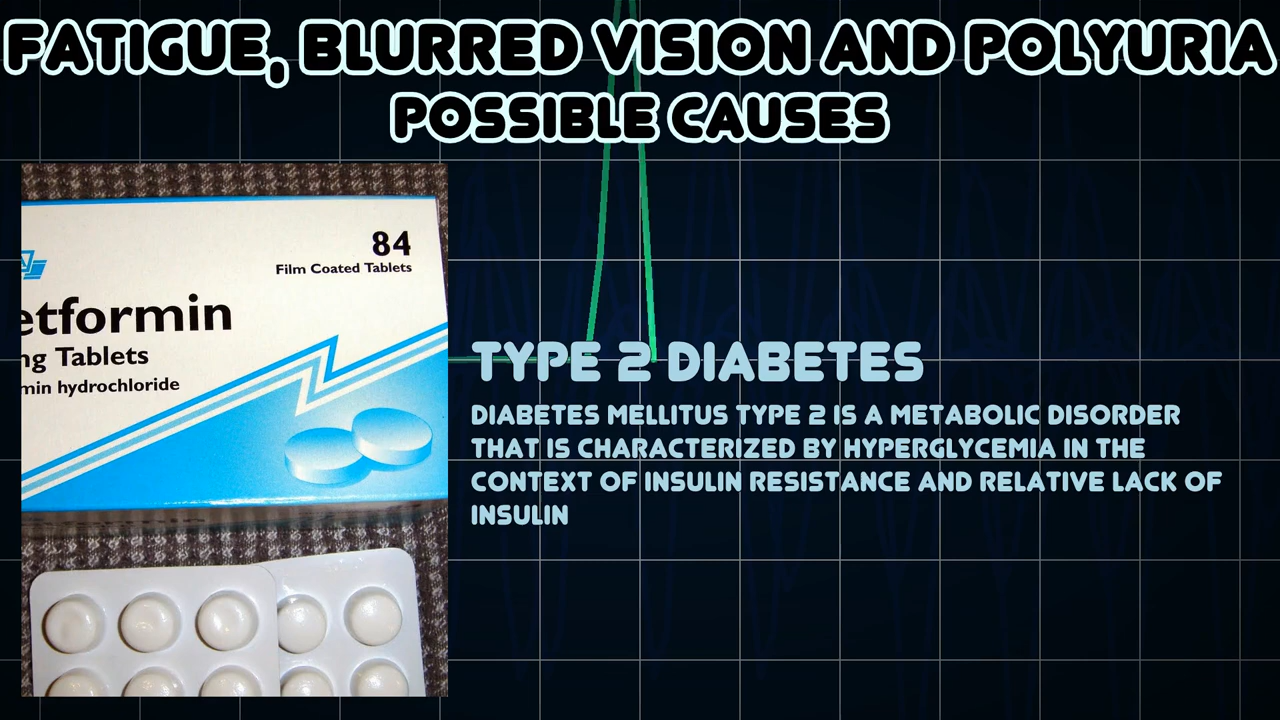 FATIGUE, BLURRED VISION AND POLYURIA
POSSIBLE CAUSES
84
Film Coated Tablets
etformin
ng Tablets
min hydrochloride
TYPE 2 DIABETES
DIABETES MELLITUS TYPE 2 IS A METABOLIC DISORDER
THAT IS CHARACTERIZED BY HYPERGLYCEMIA IN THE
CONTEXT OF INSULIN RESISTANCE AND RELATIVE LACK OF
INSULIN